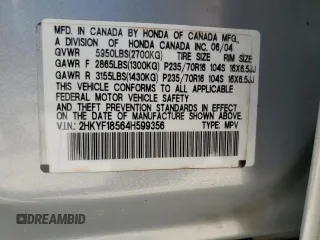 MFD. IN CANADA BY HONDA OF CANADA MFG.,
A DIVISION OF HONDA CANADA INC. 06/04
GVWR 5950LBS(2700KG) TIRE SIZE RIM SIZE
GAWR F 2865LBS(1300KG) P235/70R16 104S 16X6.5JJ
GAWR R 3155LBS(1430KG) P235/70R16 104S 16X6.5JJ
THIS VEHICLE CONFORMS TO ALL APPLICABLE
FEDERAL MOTOR VEHICLE SAFETY
STANDARDS IN EFFECT ON THE DATE OF
MANUFACTURE SHOWN ABOVE.
V.I.N: 2HKYF18564H599356 TYPE: MPV
DREAMBID